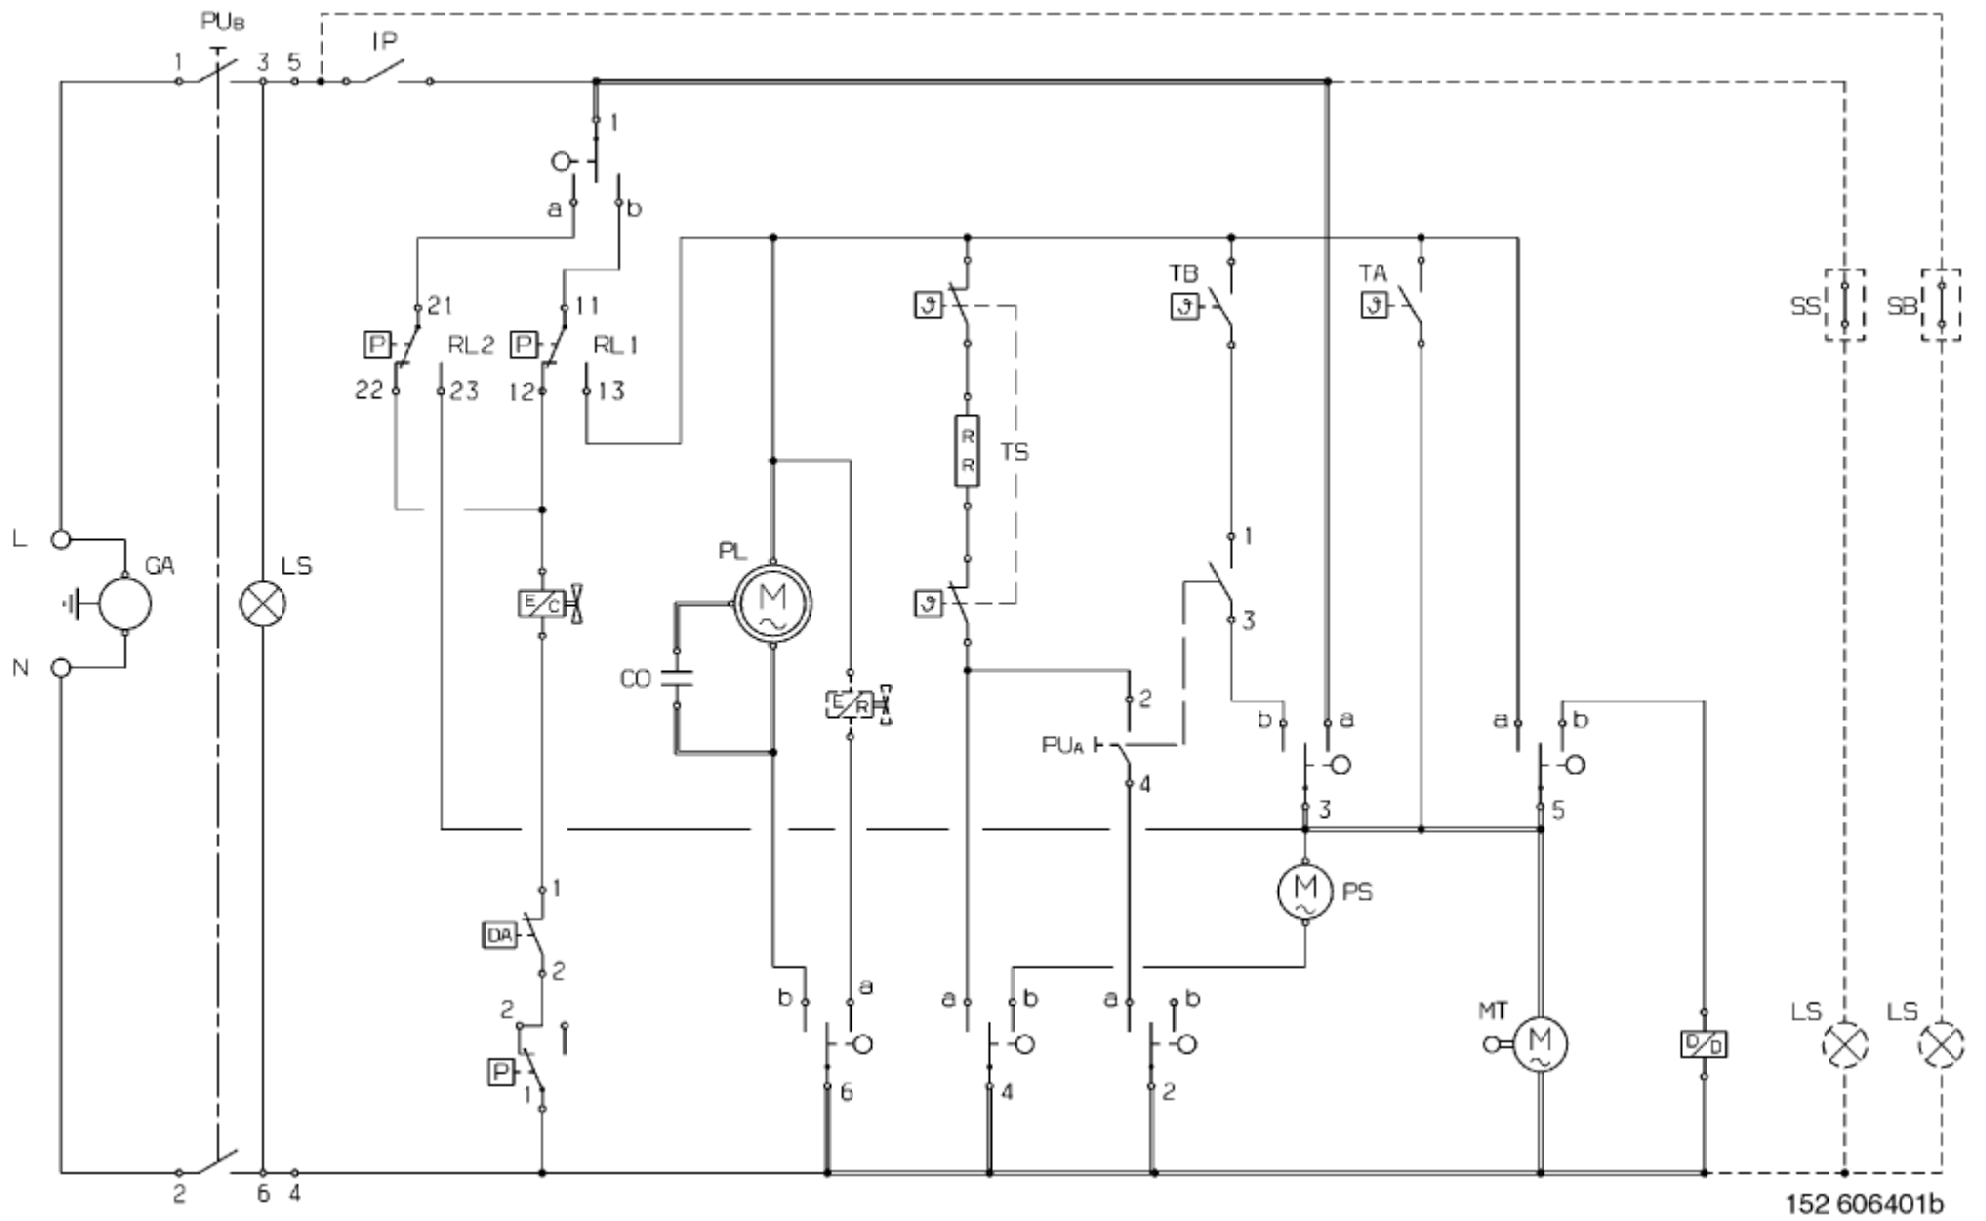 PUB
1 3 5 IP
1
a b
21 11
TB TA
SS SB
P RL2 P RL1
22 23 12 13
R
R
TS
L GA LS
N
PL
M
E/C
CO
E/R
1
3
2
PUA
4
b a a b
3 5
M PS
1
DA
2
2
P
1
b a a b a b
6 4 2
MT
M
D/D
LS LS
2 6 4
152 606401b